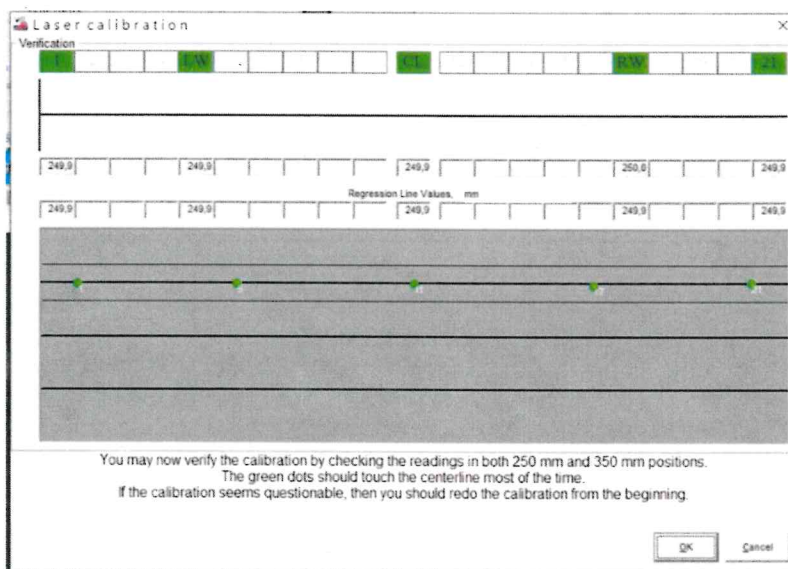 Laser calibration
Verification
1 LW CL RW 21
249,9 249,9 249,9 250,0 249,9
Regression Line Values, mm
249,9 249,9 249,9 249,9 249,9
You may now verify the calibration by checking the readings in both 250 mm and 350 mm positions.
The green dots should touch the centerline most of the time.
If the calibration seems questionable, then you should redo the calibration from the beginning.
OK Cancel